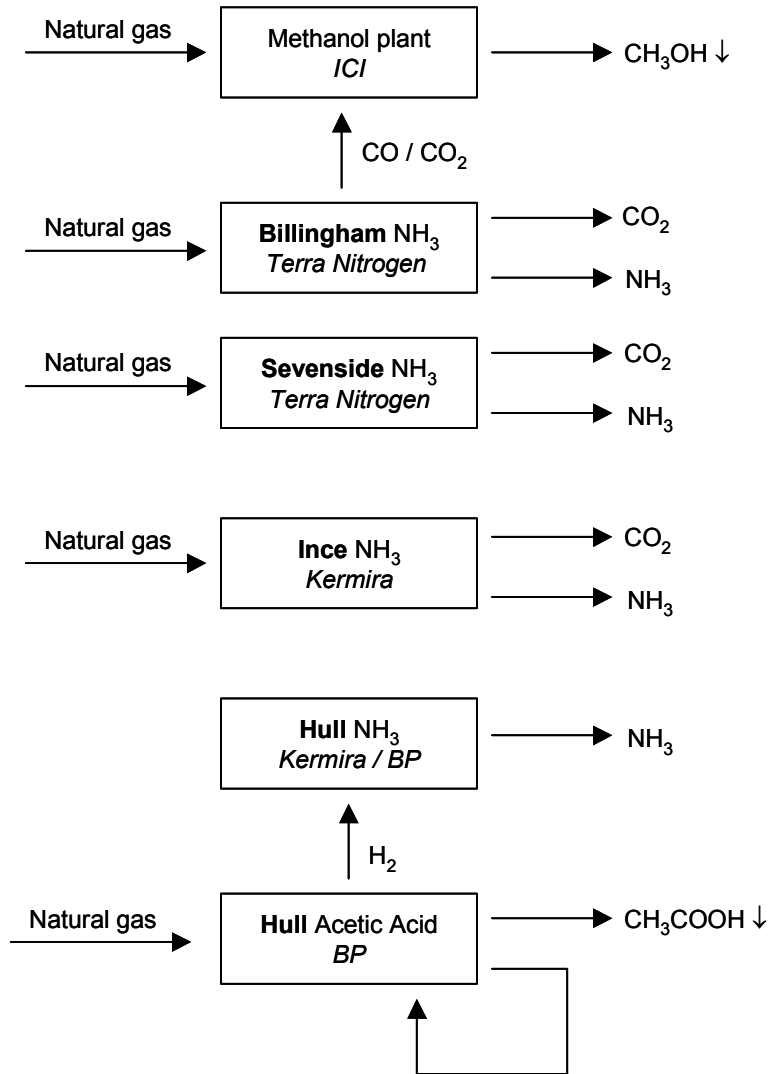 Natural gas
Methanol plant
ICI
CH₃OH ↓
CO / CO₂
Natural gas
Billingham NH₃
Terra Nitrogen
CO₂
NH₃
Natural gas
Sevenside NH₃
Terra Nitrogen
CO₂
NH₃
Natural gas
Ince NH₃
Kermira
CO₂
NH₃
Hull NH₃
Kermira / BP
NH₃
H₂
Natural gas
Hull Acetic Acid
BP
CH₃COOH ↓